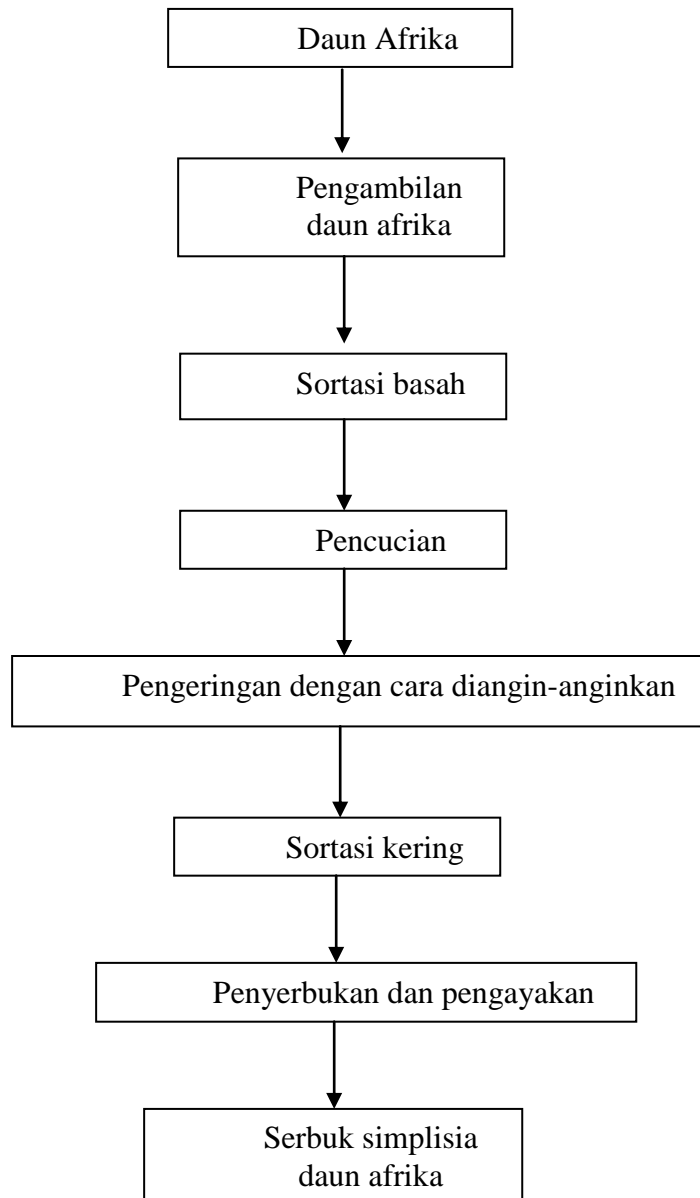 Daun Afrika
Pengambilan
daun afrika
Sortasi basah
Pencucian
Pengeringan dengan cara diangin-anginkan
Sortasi kering
Penyerbukan dan pengayakan
Serbuk simplisia
daun afrika